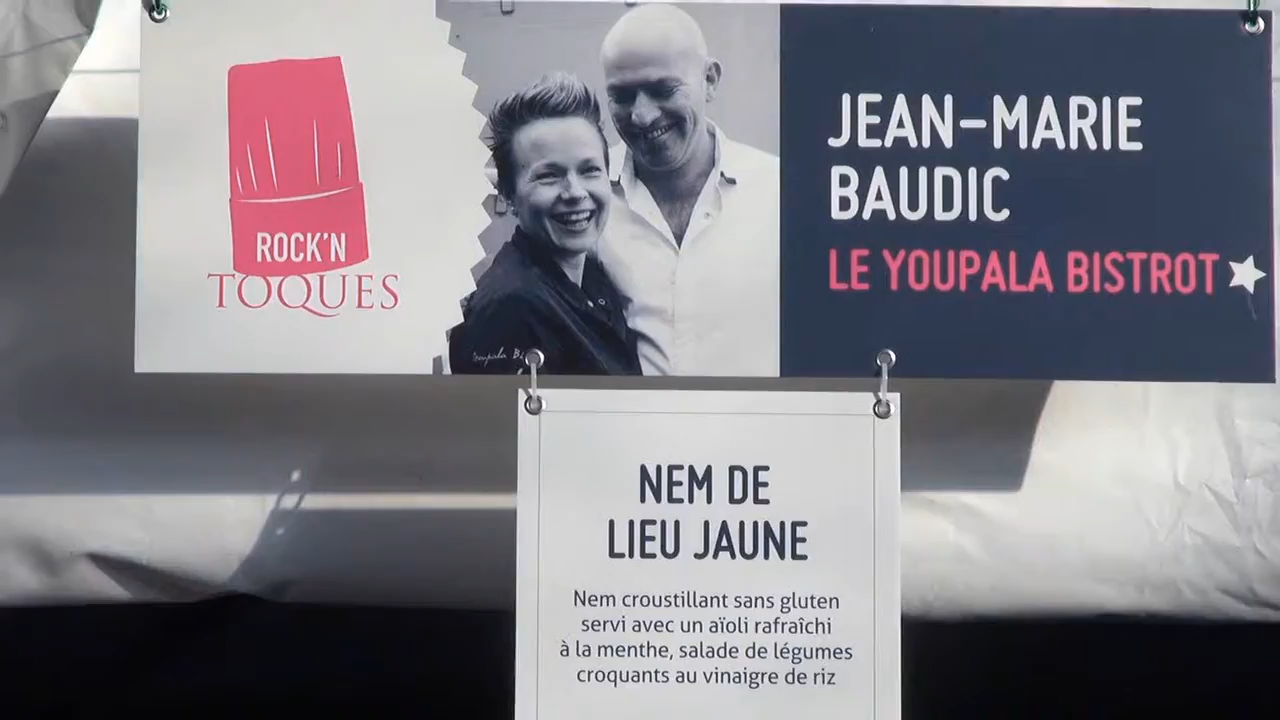 ROCK'N
TOQUES
JEAN-MARIE
BAUDIC
LE YOUPALA BISTROT
NEM DE
LIEU JAUNE
Nem croustillant sans gluten
servi avec un aïoli rafraîchi
à la menthe, salade de légumes
croquants au vinaigre de riz